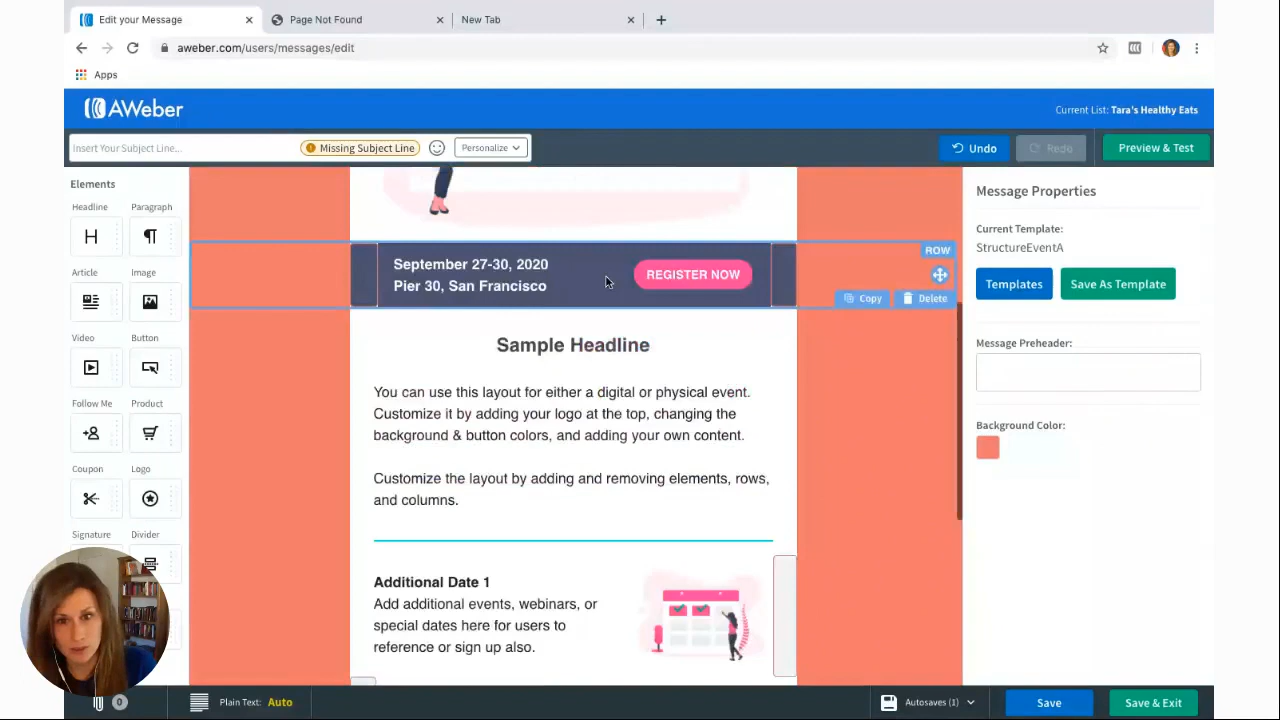 Edit your Message
Page Not Found
New Tab
aweber.com/users/messages/edit
Apps
AWeber
Current List: Tara's Healthy Eats
Insert Your Subject Line...
Missing Subject Line
Personalize
Undo
Redo
Preview & Test
Elements
Headline
Paragraph
Article
Image
Video
Button
Follow Me
Product
Coupon
Logo
Signature
Divider
ROW
September 27-30, 2020
Pier 30, San Francisco
REGISTER NOW
Copy
Delete
Sample Headline
You can use this layout for either a digital or physical event.
Customize it by adding your logo at the top, changing the
background & button colors, and adding your own content.
Customize the layout by adding and removing elements, rows,
and columns.
Additional Date 1
Add additional events, webinars, or
special dates here for users to
reference or sign up also.
Message Properties
Current Template:
StructureEventA
Templates
Save As Template
Message Preheader:
Background Color:
0
Plain Text: Auto
Autosaves (1)
Save
Save & Exit